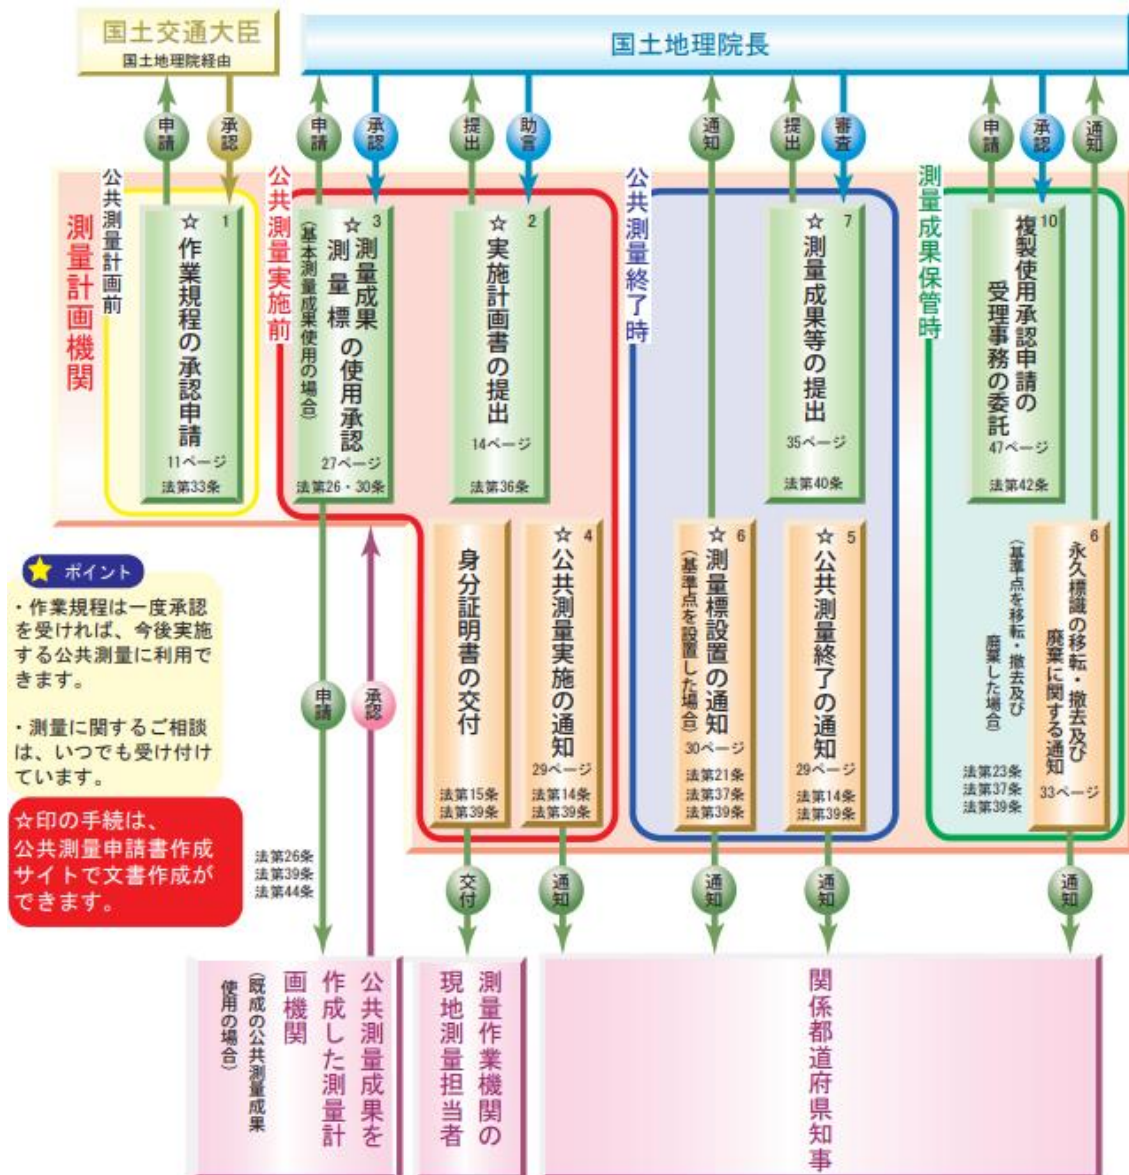 国土交通大臣
国土地理院経由
国土地理院長
申請
承認
申請
承認
提出
助言
通知
提出
審査
申請
承認
通知
測量計画機関
公共測量計画前
1
☆作業規程の承認申請
11ページ
法第33条
公共測量実施前
3
☆測量成果
測量標
の使用承認
(基本測量成果使用の場合)
27ページ
法第26・30条
2
☆実施計画書の提出
14ページ
法第36条
身分証明書の交付
法第15条
法第39条
4
☆公共測量実施の通知
29ページ
法第14条
法第39条
公共測量終了時
7
☆測量成果等の提出
35ページ
法第40条
6
☆測量標設置の通知
(基準点を設置した場合)
30ページ
法第21条
法第37条
法第39条
5
☆公共測量終了の通知
29ページ
法第14条
法第39条
測量成果保管時
10
複製使用承認申請の
受理事務の委託
47ページ
法第42条
6
永久標識の移転・撤去及び
廃棄に関する通知
33ページ
(基準点を移転・撤去及び
廃棄した場合)
法第23条
法第37条
法第39条
ポイント
・作業規程は一度承認
を受ければ、今後実施
する公共測量に利用で
きます。
・測量に関するご相談
は、いつでも受け付け
ています。
☆印の手続は、
公共測量申請書作成
サイトで文書作成が
できます。
申請
承認
法第26条
法第39条
法第44条
交付
通知
通知
通知
通知
公共測量成果を
作成した測量計
画機関
(既成の公共測量成果
使用の場合)
測量作業機関の
現地測量担当者
関係都道府県知事